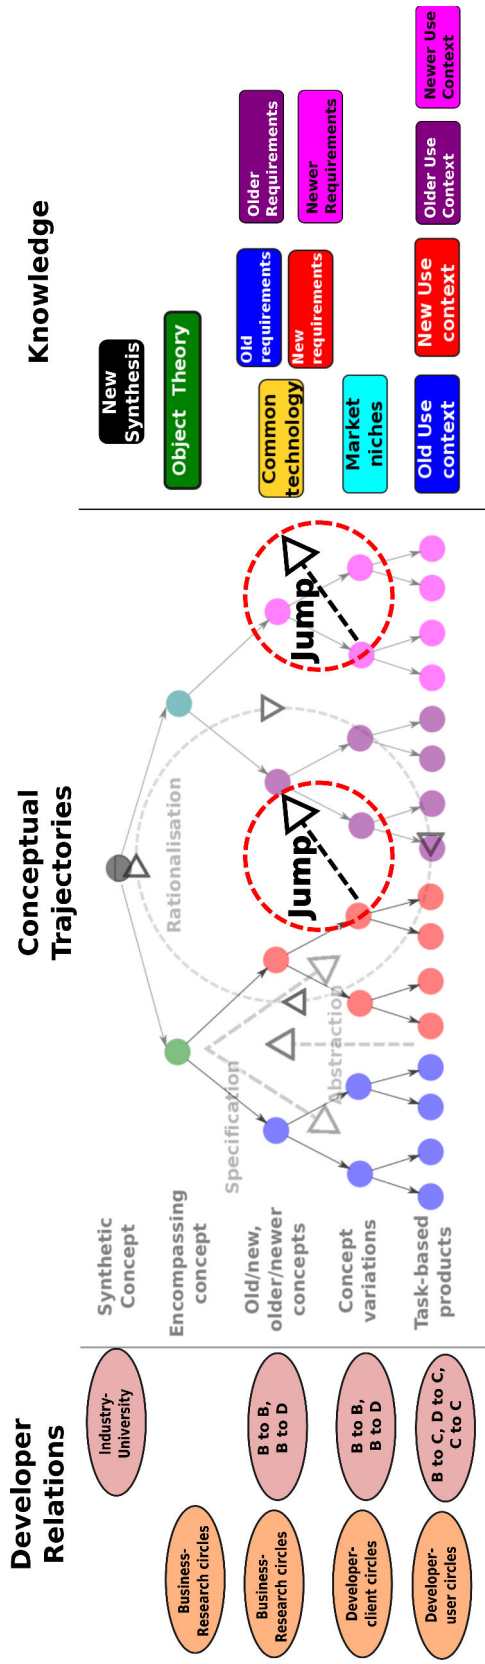 Developer
Relations
Conceptual
Trajectories
Knowledge
Industry-
University
Synthetic
Concept
New
Synthesis
Business-
Research circles
Encompassing
concept
Rationalisation
Object Theory
Business-
Research circles
B to B,
B to D
Old/new,
older/newer
concepts
Specification
Abstraction
Jump
Jump
Common
technology
Old
requirements
New
requirements
Older
Requirements
Newer
Requirements
Developer-
client circles
B to B,
B to D
Concept
variations
Market
niches
Developer-
user circles
B to C, D to C,
C to C
Task-based
products
Old Use
context
New Use
context
Older Use
Context
Newer Use
Context